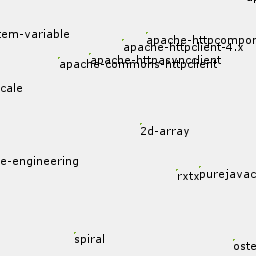 tem-variable
apache-httpcompor
apache-httpclient-4.x
apache-httpasyncclient
apache-commons-httpclient
cale
2d-array
e-engineering
rxtx
purejavac
spiral
oste